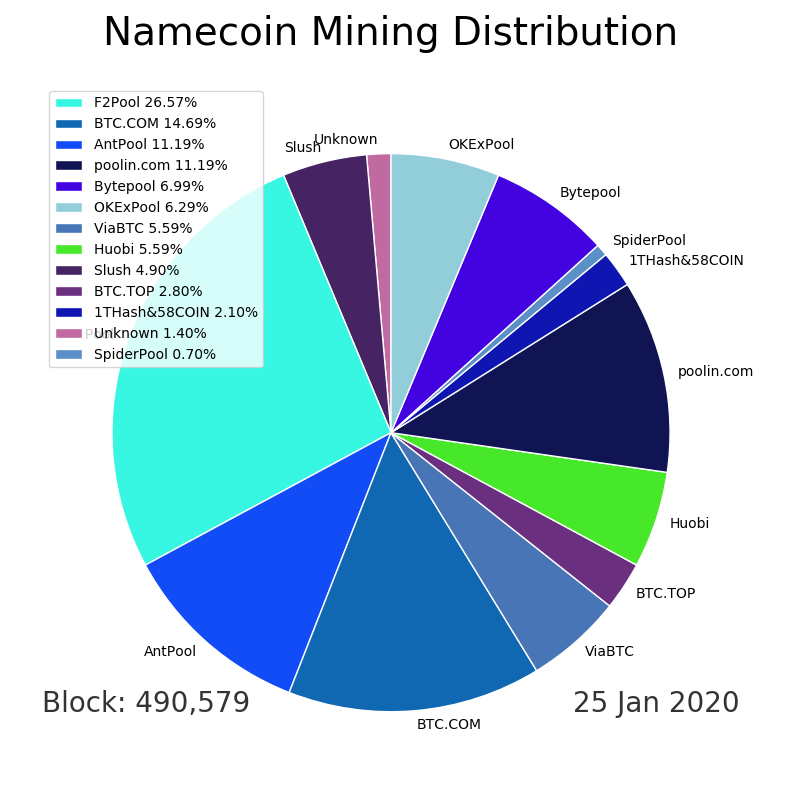 Namecoin Mining Distribution
F2Pool 26.57%
BTC.COM 14.69%
AntPool 11.19%
poolin.com 11.19%
Bytepool 6.99%
OKExPool 6.29%
ViaBTC 5.59%
Huobi 5.59%
Slush 4.90%
BTC.TOP 2.80%
1THash&58COIN 2.10%
Unknown 1.40%
SpiderPool 0.70%
Slush
Unknown
OKExPool
Bytepool
SpiderPool
1THash&58COIN
poolin.com
Huobi
BTC.TOP
ViaBTC
BTC.COM
AntPool
Block: 490,579
25 Jan 2020